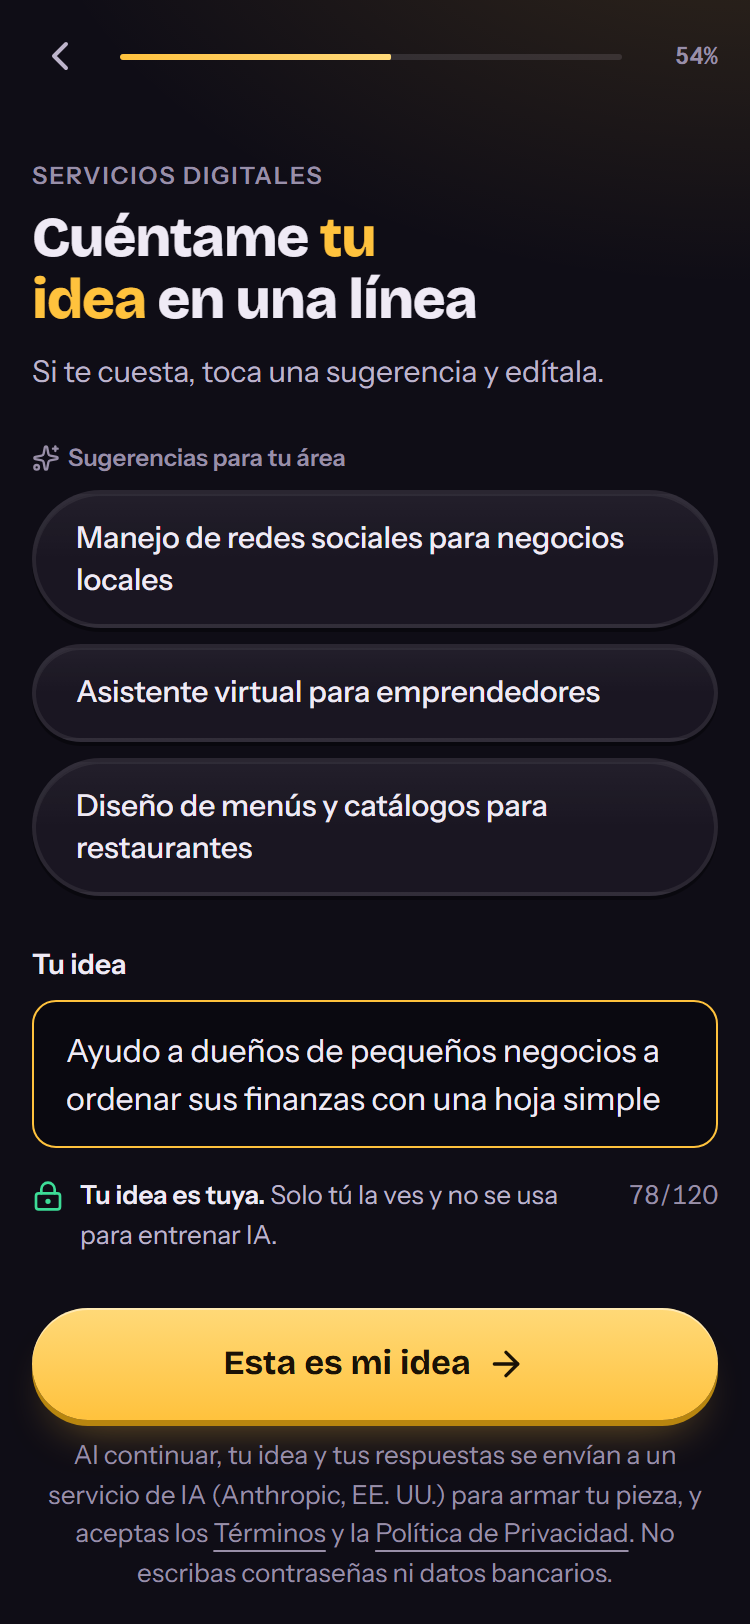 54%
SERVICIOS DIGITALES
Cuéntame tu
idea en una línea
Si te cuesta, toca una sugerencia y edítala.
Sugerencias para tu área
Manejo de redes sociales para negocios
locales
Asistente virtual para emprendedores
Diseño de menús y catálogos para
restaurantes
Tu idea
Ayudo a dueños de pequeños negocios a
ordenar sus finanzas con una hoja simple
Tu idea es tuya. Solo tú la ves y no se usa
para entrenar IA.
78/120
Esta es mi idea →
Al continuar, tu idea y tus respuestas se envían a un
servicio de IA (Anthropic, EE. UU.) para armar tu pieza, y
aceptas los Términos y la Política de Privacidad. No
escribas contraseñas ni datos bancarios.